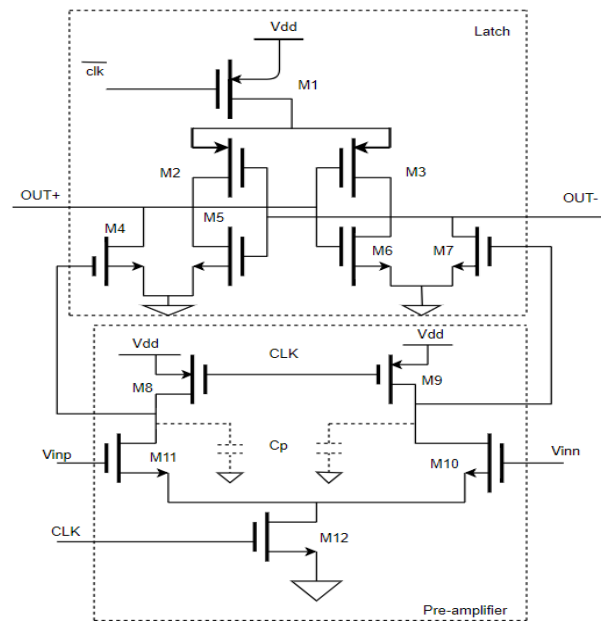 Latch
Vdd
clk
M1
M2
M3
OUT+
OUT-
M4
M5
M6
M7
Vdd
CLK
Vdd
M8
M9
Vinp
M11
Cp
M10
Vinn
CLK
M12
Pre-amplifier